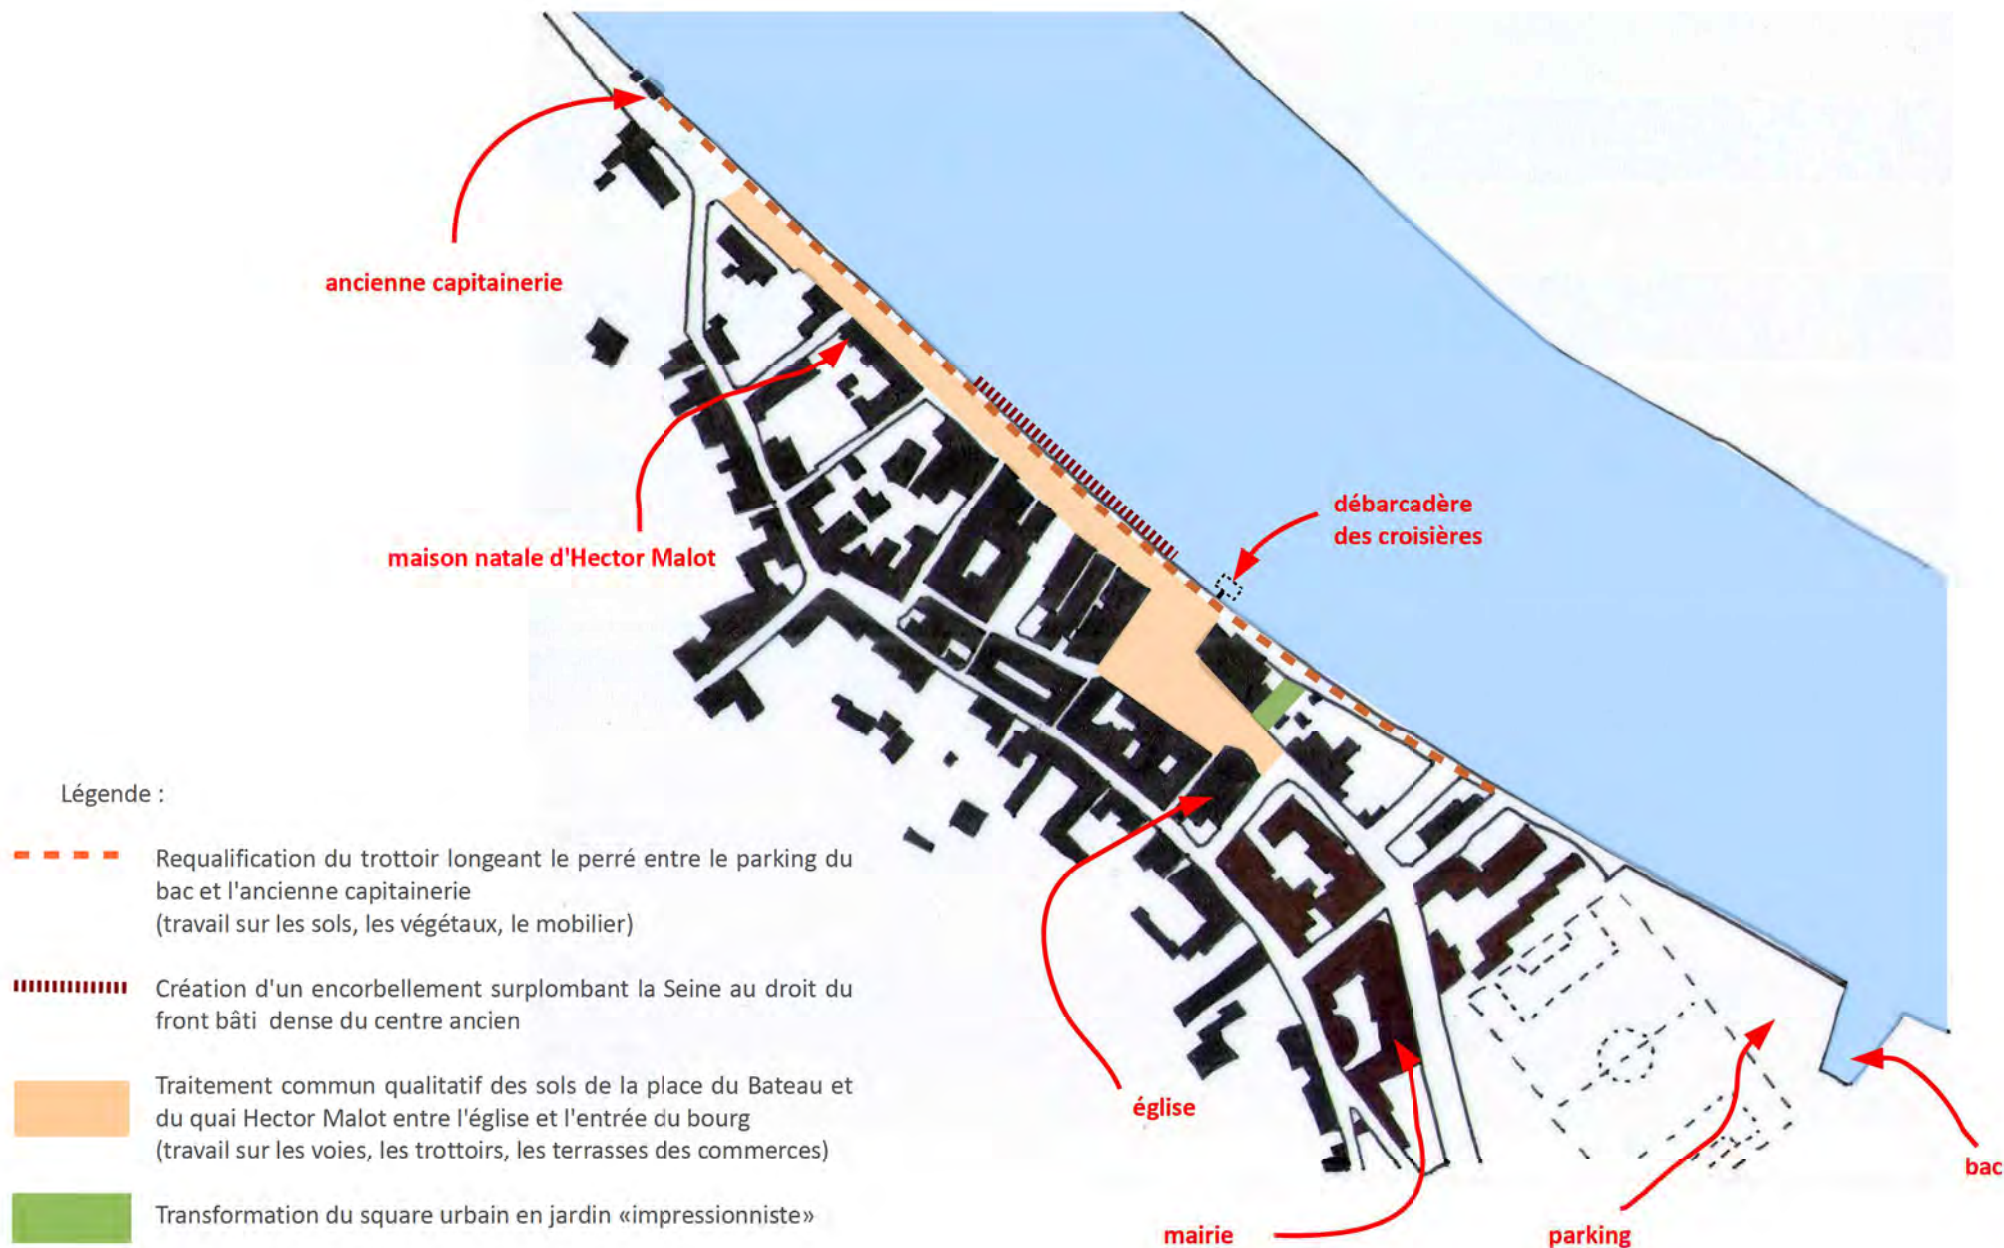 ancienne capitainerie
maison natale d'Hector Malot
débarcadère
des croisières
Légende :
Requalification du trottoir longeant le perré entre le parking du
bac et l'ancienne capitainerie
(travail sur les sols, les végétaux, le mobilier)
Création d'un encorbellement surplombant la Seine au droit du
front bâti dense du centre ancien
Traitement commun qualitatif des sols de la place du Bateau et
du quai Hector Malot entre l'église et l'entrée du bourg
(travail sur les voies, les trottoirs, les terrasses des commerces)
Transformation du square urbain en jardin «impressionniste»
église
bac
mairie
parking